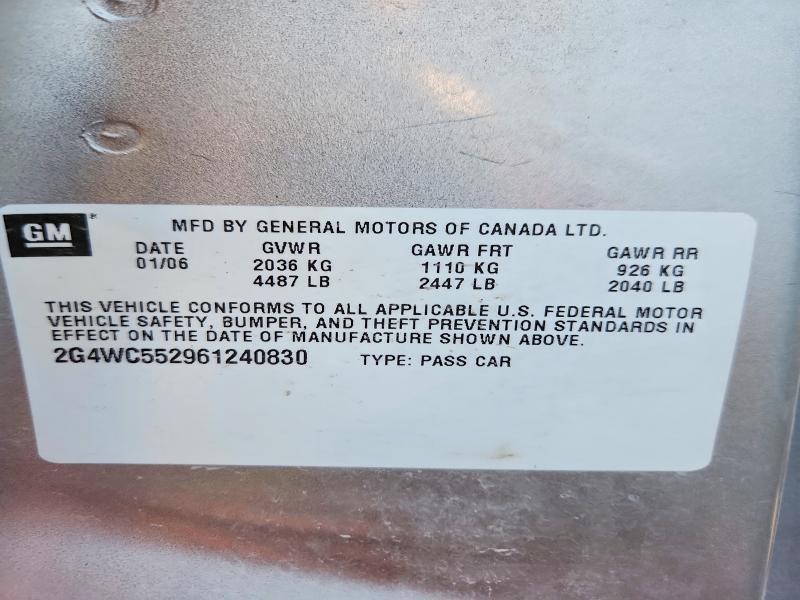 GM
MFD BY GENERAL MOTORS OF CANADA LTD.
DATE GVWR GAWR FRT GAWR RR
01/06 2036 KG 1110 KG 926 KG
4487 LB 2447 LB 2040 LB
THIS VEHICLE CONFORMS TO ALL APPLICABLE U.S. FEDERAL MOTOR
VEHICLE SAFETY, BUMPER, AND THEFT PREVENTION STANDARDS IN
EFFECT ON THE DATE OF MANUFACTURE SHOWN ABOVE.
2G4WC552961240830 TYPE: PASS CAR